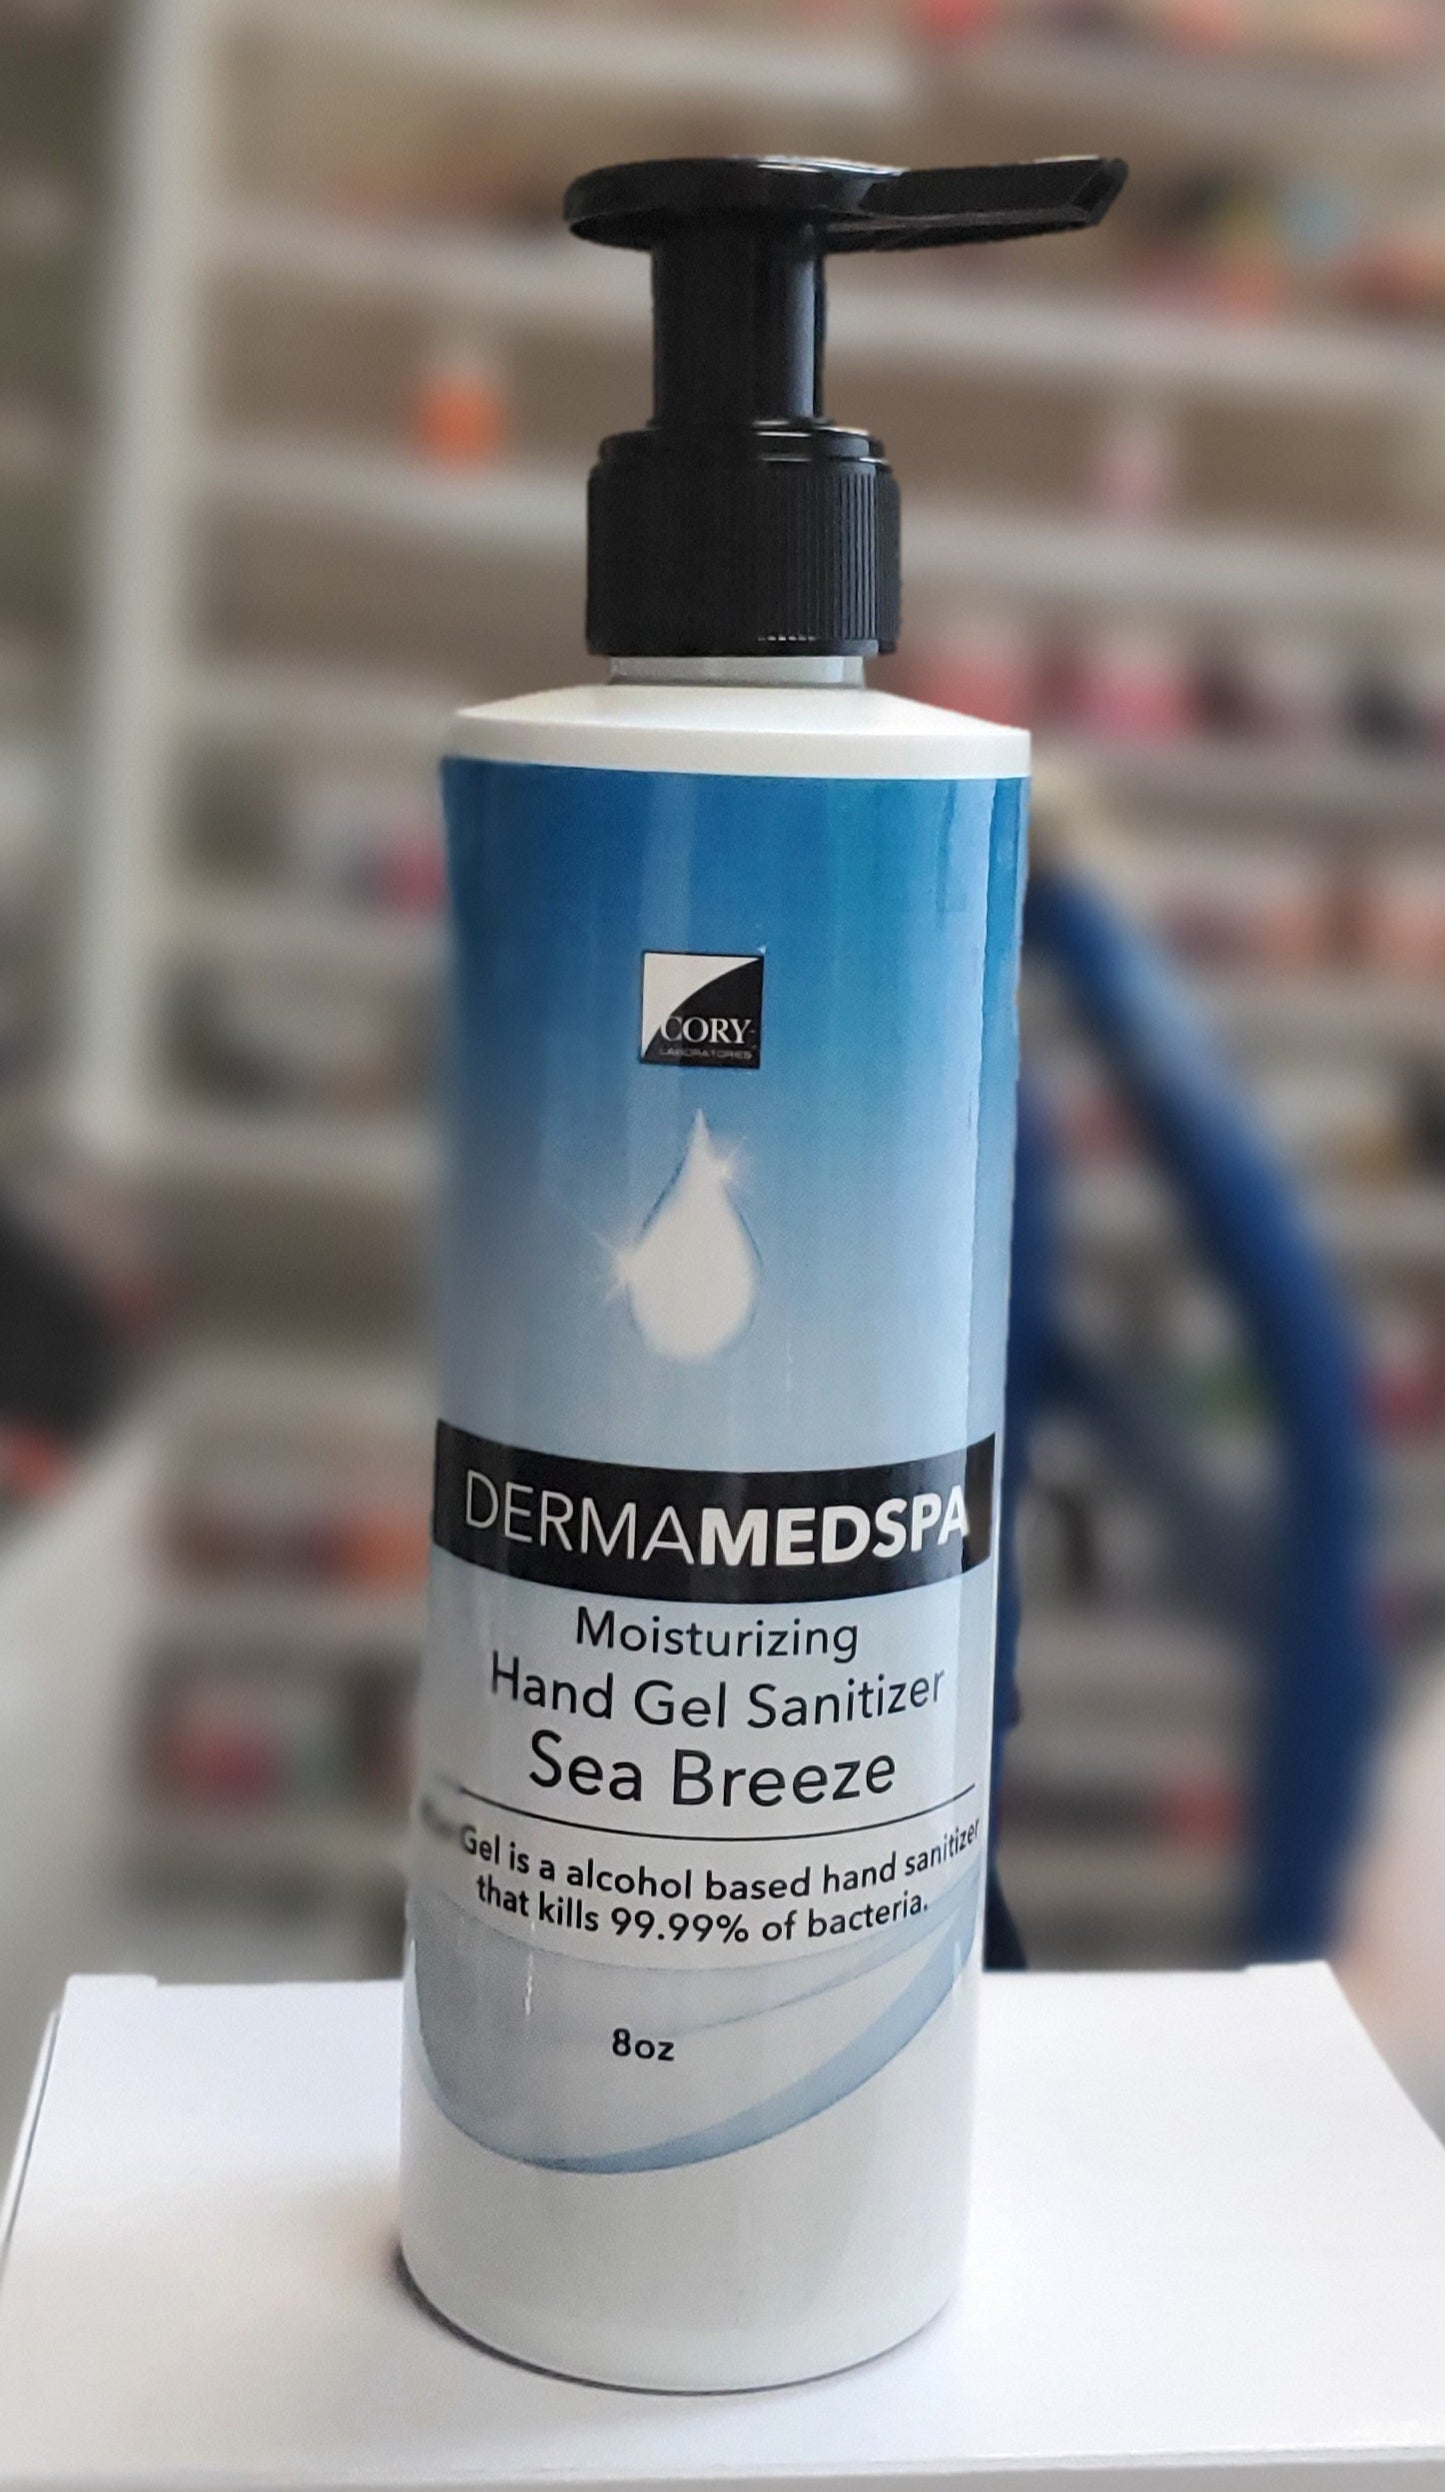 CORY
LABORATORIES
DERMAMEDSPA
Moisturizing
Hand Gel Sanitizer
Sea Breeze
Gel is a alcohol based hand sanitizer
that kills 99.99% of bacteria.
8oz